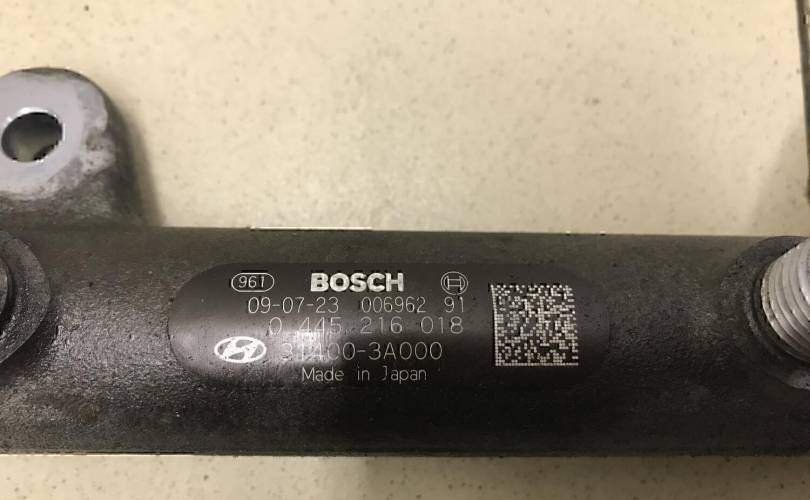 961 BOSCH
09-07-23 006962 91
0 445 216 018
31400-3A000
Made in Japan